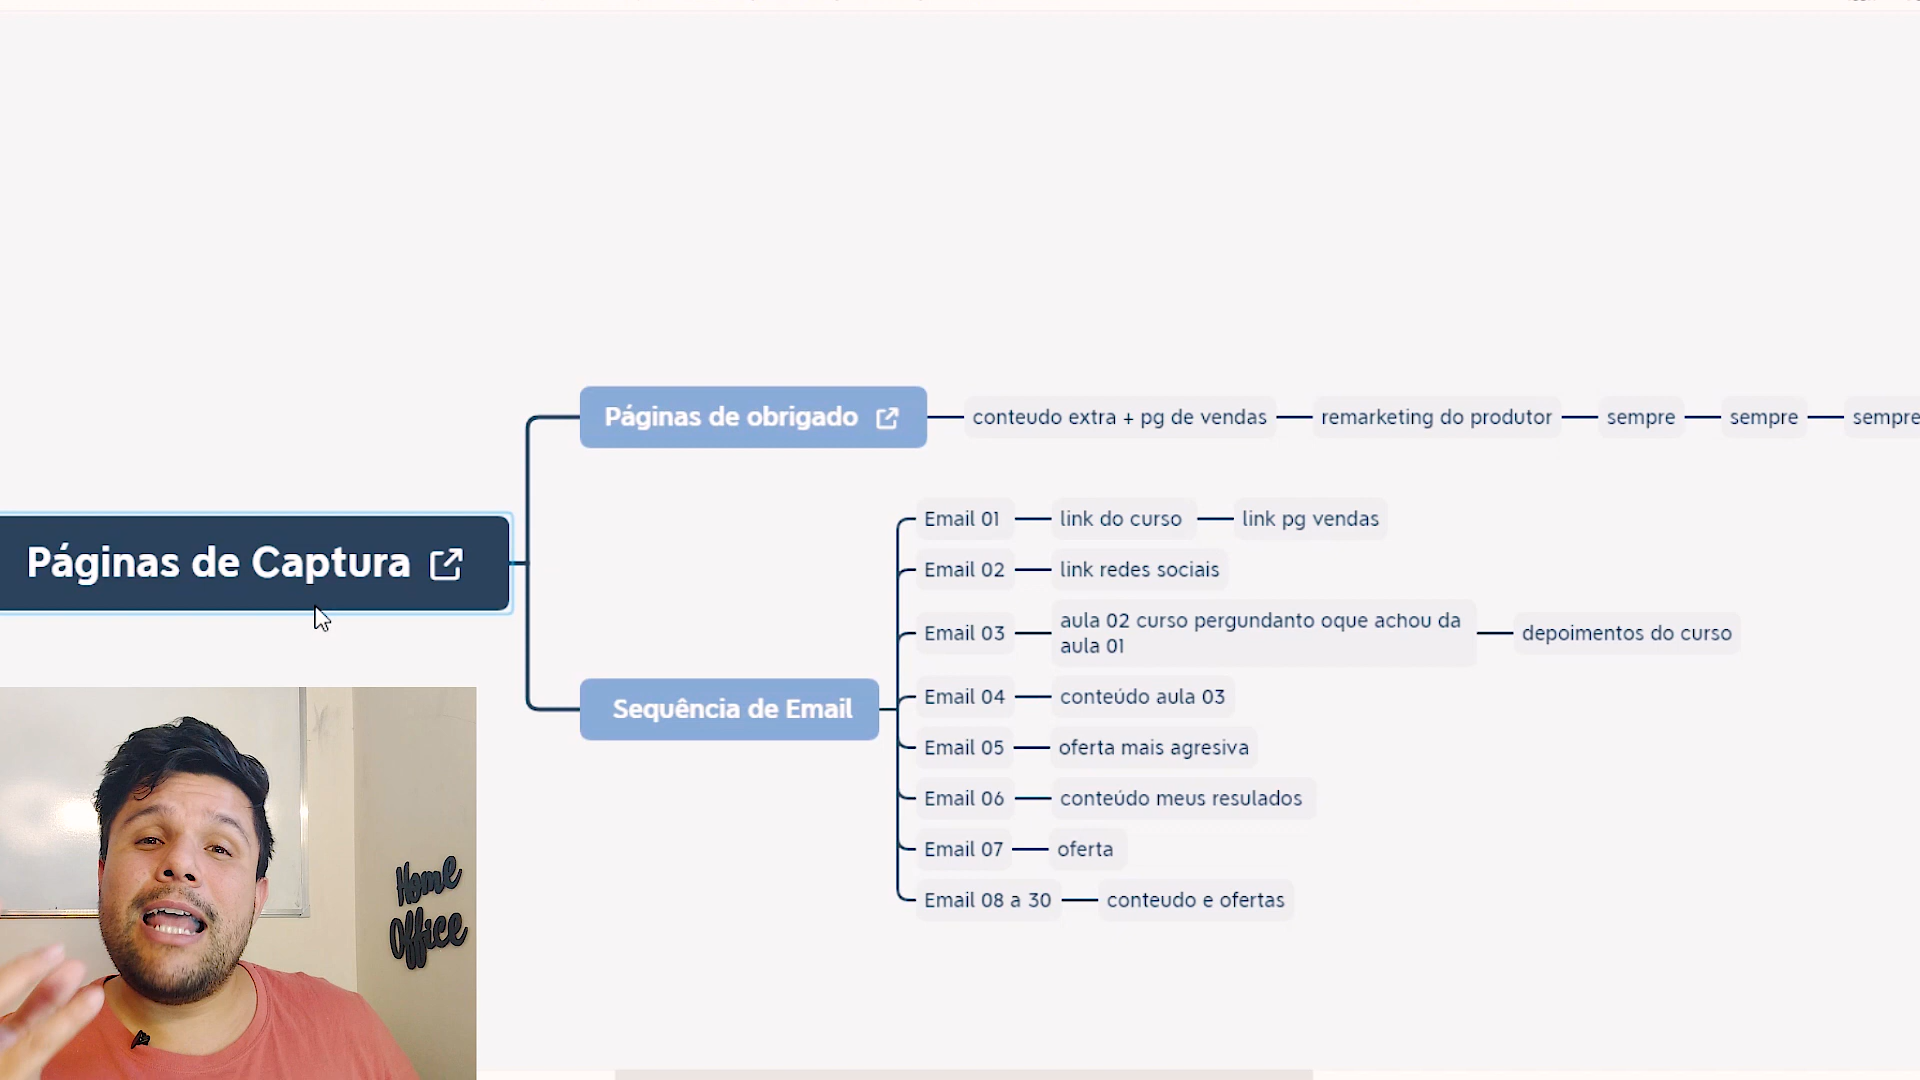 Páginas de Captura
Páginas de obrigado
conteudo extra + pg de vendas
remarketing do produtor
sempre
sempre
sempre
Sequência de Email
Email 01
link do curso
link pg vendas
Email 02
link redes sociais
Email 03
aula 02 curso pergundanto oque achou da
aula 01
depoimentos do curso
Email 04
conteúdo aula 03
Email 05
oferta mais agresiva
Email 06
conteúdo meus resulados
Email 07
oferta
Email 08 a 30
conteudo e ofertas
Home
Office